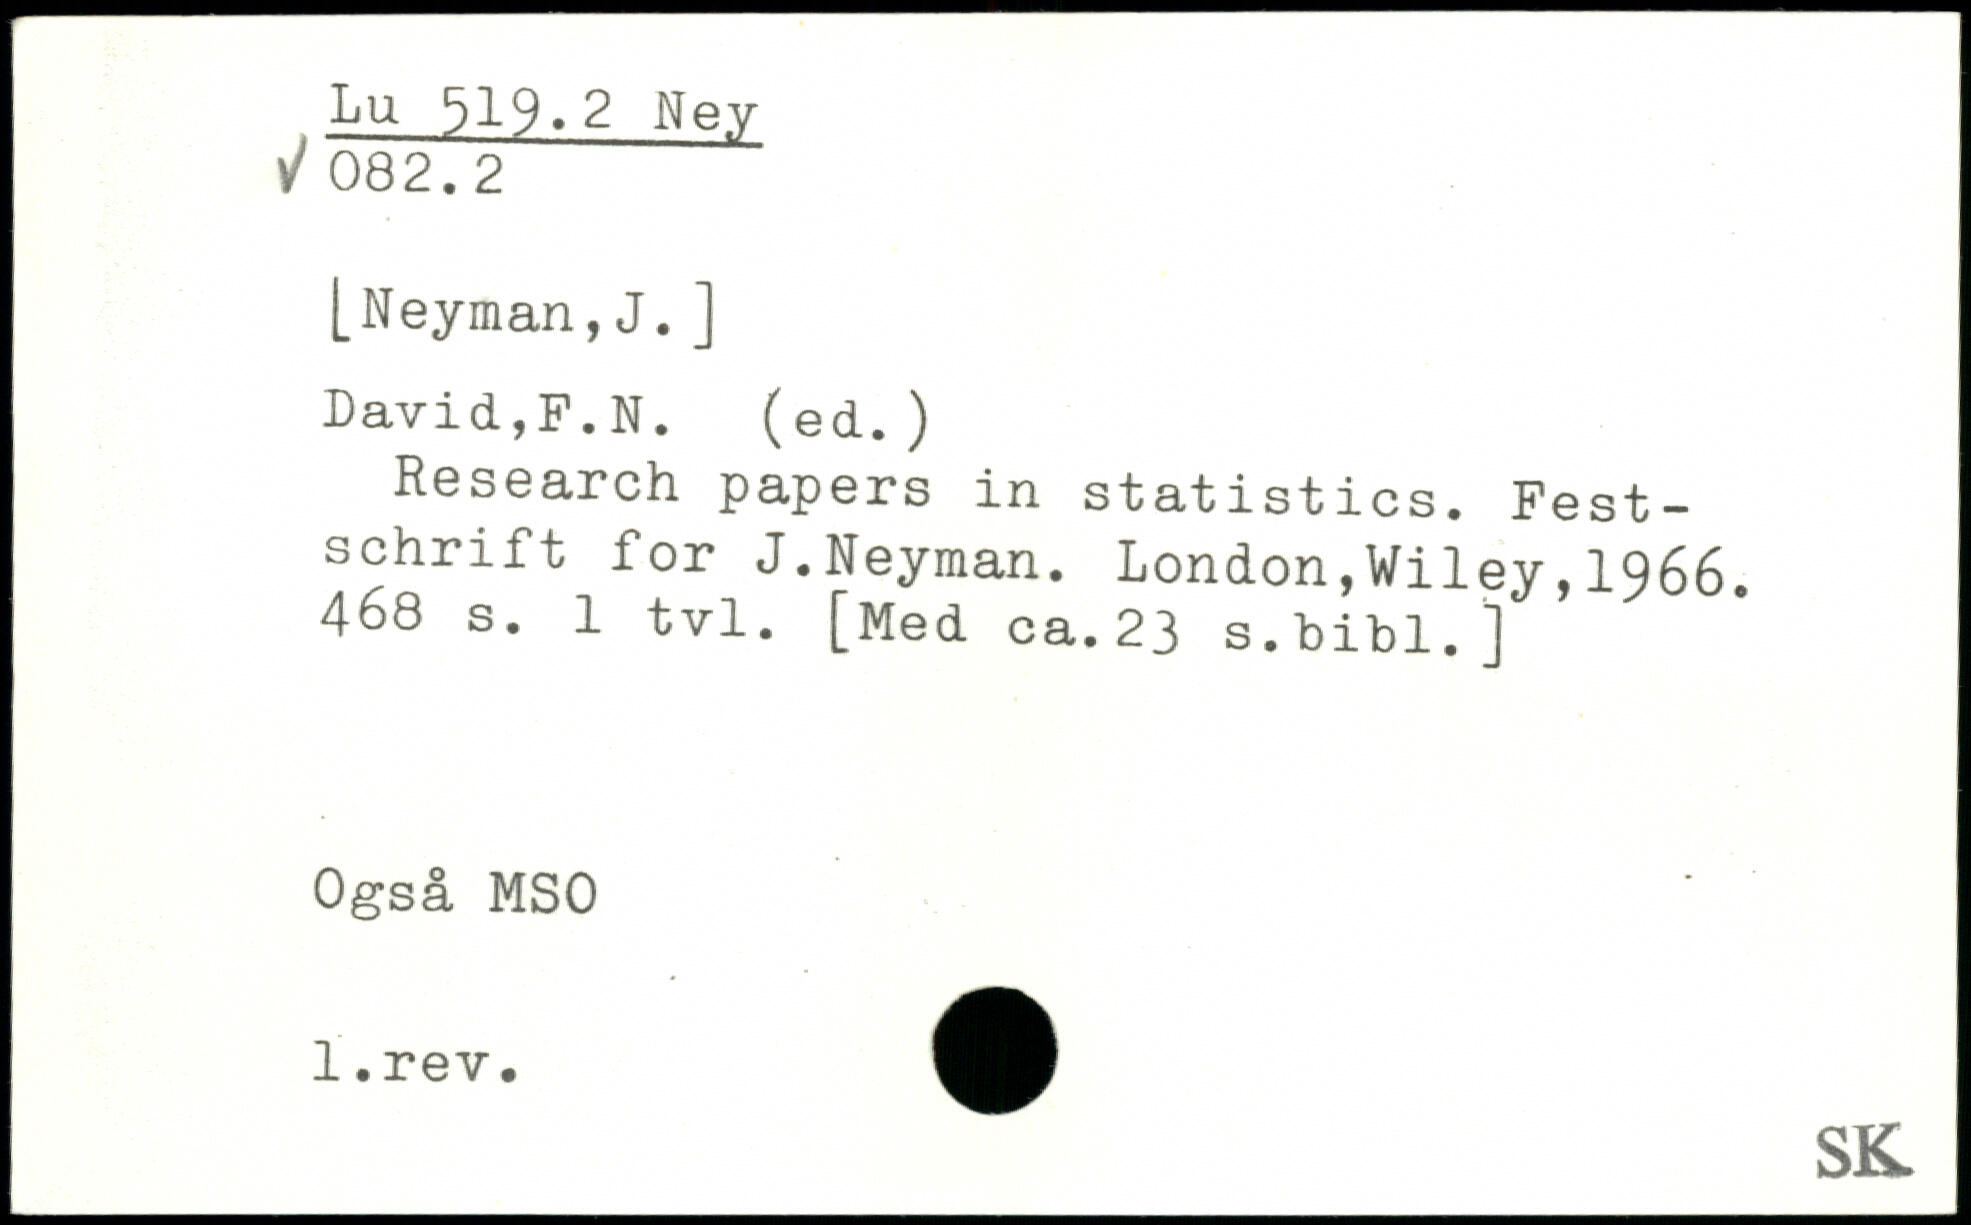 Lu 519.2 Ney
✓ 082.2
[Neyman,J.]
David,F.N. (ed.)
Research papers in statistics. Fest-
schrift for J.Neyman. London,Wiley,1966.
468 s. 1 tvl. [Med ca.23 s.bibl.]
Også MSO
1.rev.
SK